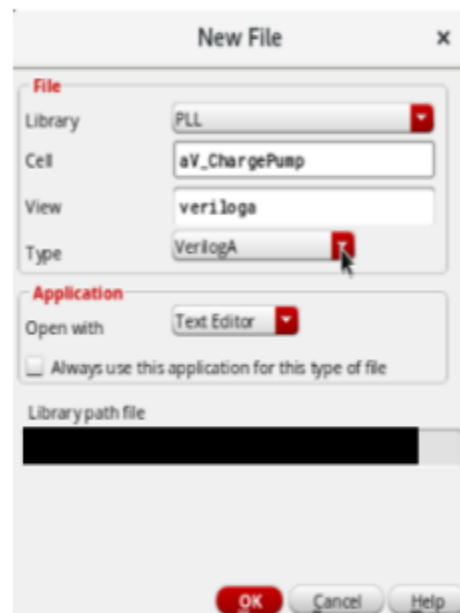 New File ×
File
Library PLL
Cell aV_ChargePump
View veriloga
Type VerilogA
Application
Open with Text Editor
Always use this application for this type of file
Library path file
OK Cancel Help